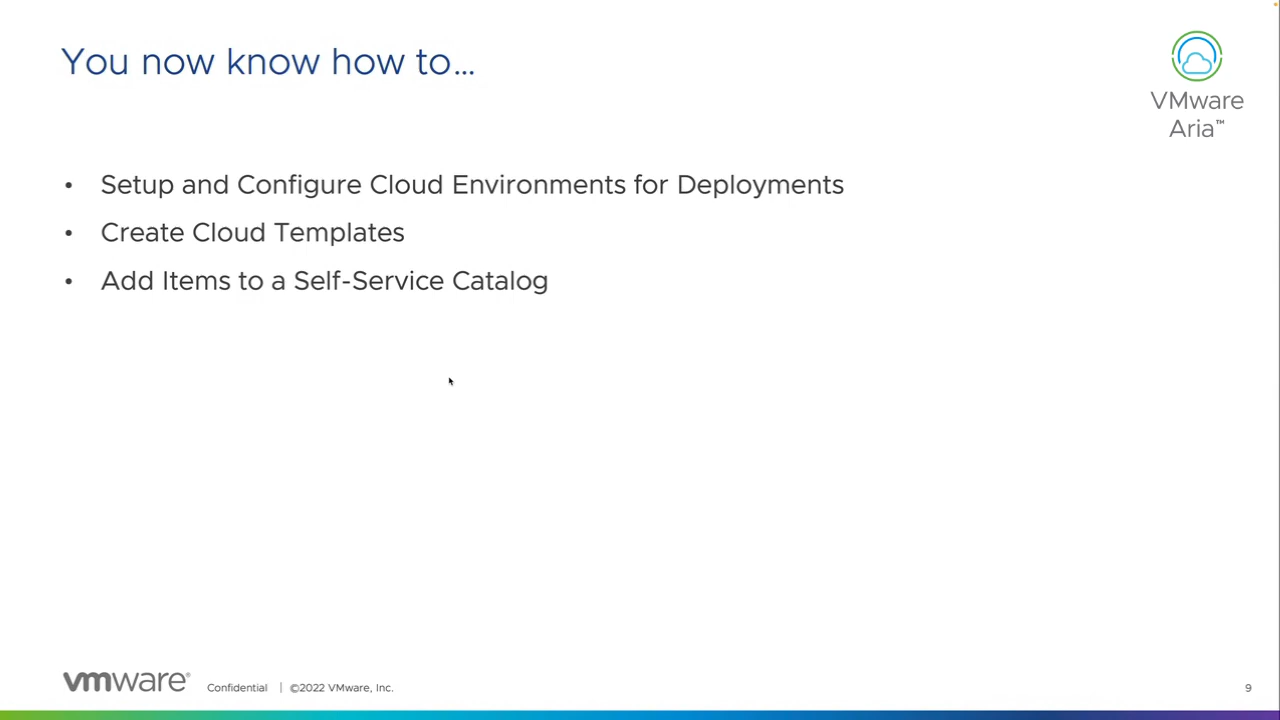 You now know how to...
VMware
Aria™
• Setup and Configure Cloud Environments for Deployments
• Create Cloud Templates
• Add Items to a Self-Service Catalog
vmware® Confidential | ©2022 VMware, Inc. 9